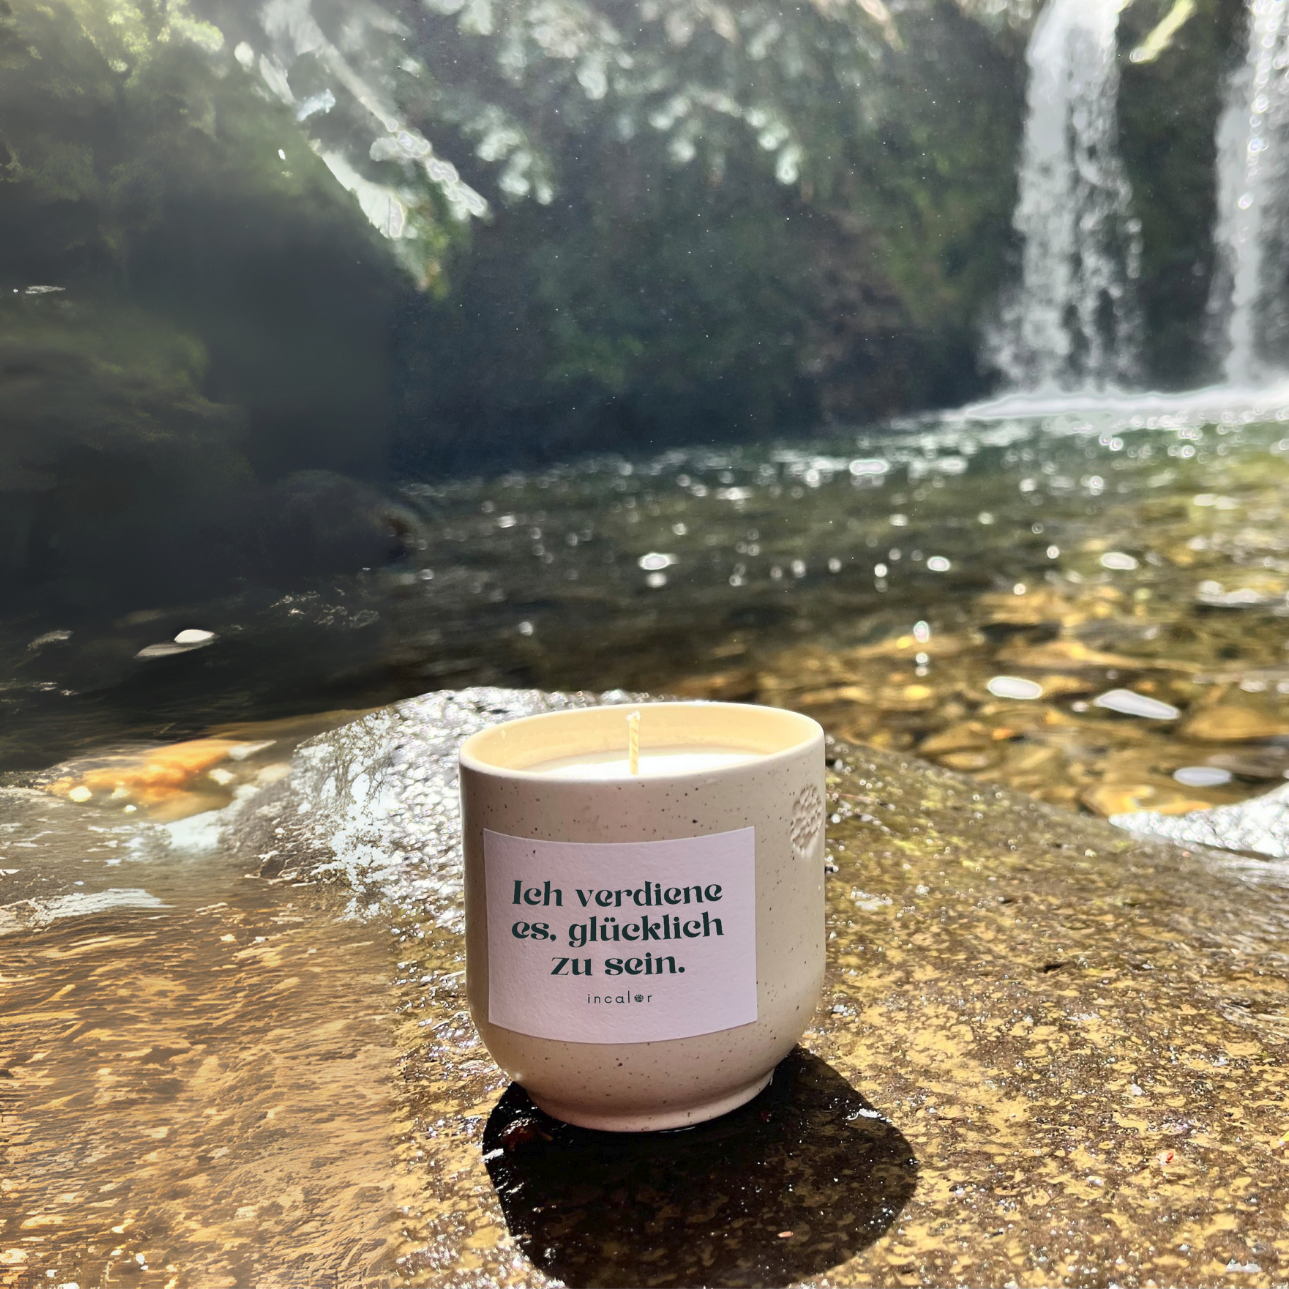 Ich verdiene
es, glücklich
zu sein.
incalor